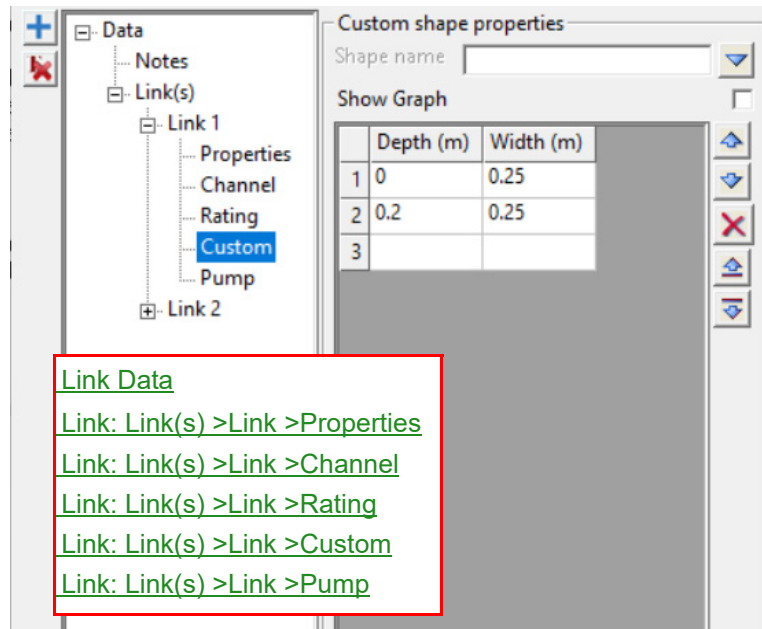 Data
Notes
Link(s)
Link 1
Properties
Channel
Rating
Custom
Pump
Link 2
Custom shape properties
Shape name
Show Graph
Depth (m) Width (m)
1 0 0.25
2 0.2 0.25
3
Link Data
Link: Link(s) >Link >Properties
Link: Link(s) >Link >Channel
Link: Link(s) >Link >Rating
Link: Link(s) >Link >Custom
Link: Link(s) >Link >Pump